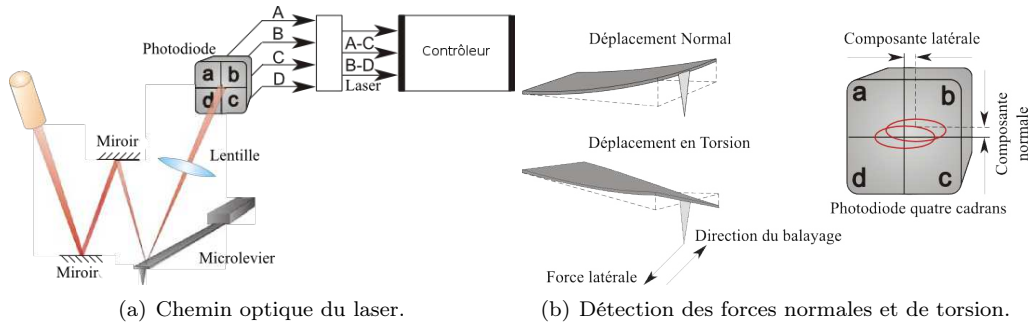 A
B
C
D
Photodiode
a b
d c
A-C
B-D
Laser
Contrôleur
Miroir
Lentille
Microlevier
Miroir
(a) Chemin optique du laser.
Déplacement Normal
Déplacement en Torsion
Direction du balayage
Force latérale
Composante latérale
a
b
d
c
Composante
normale
Photodiode quatre cadrans
(b) Détection des forces normales et de torsion.